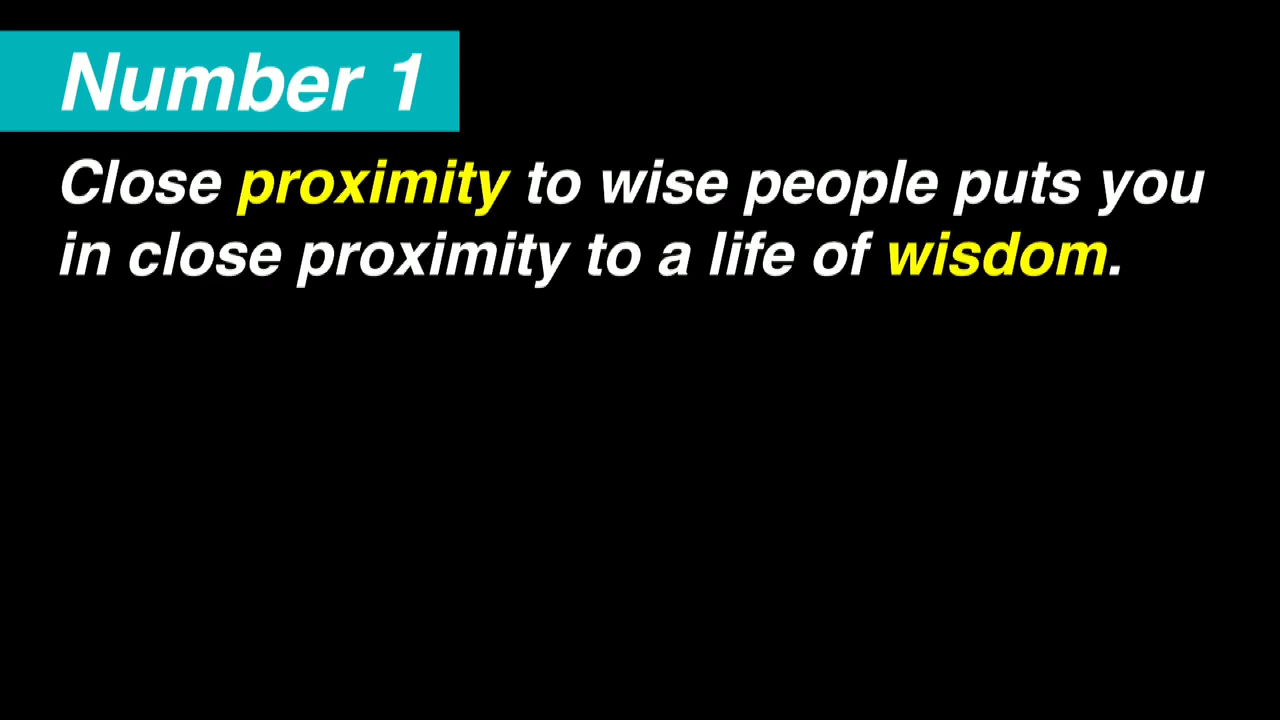 Number 1
Close proximity to wise people puts you
in close proximity to a life of wisdom.